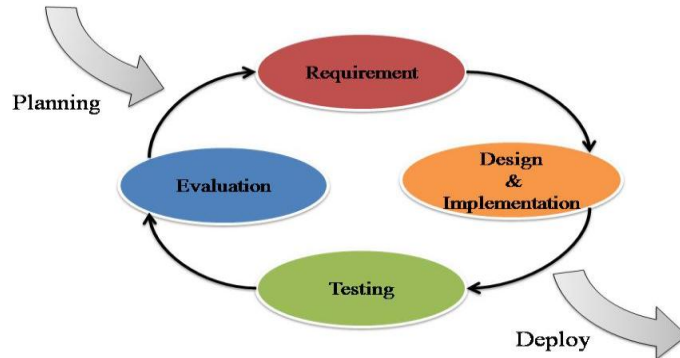 Requirement
Planning
Design
&
Implementation
Evaluation
Testing
Deploy